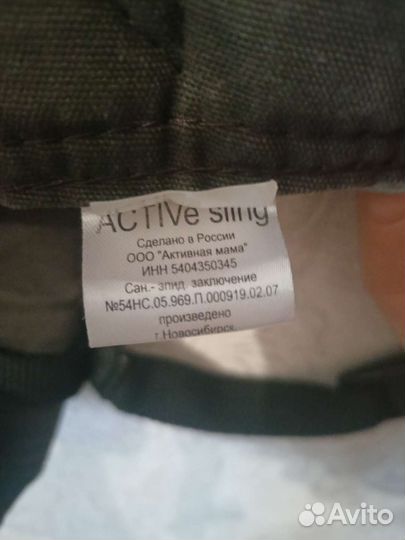 ACTIVe sling
Сделано в России
ООО "Активная мама"
ИНН 5404350345
Сан.- эпид. заключение
№54НС.05.969.П.000919.02.07
произведено
г.Новосибирск
Avito